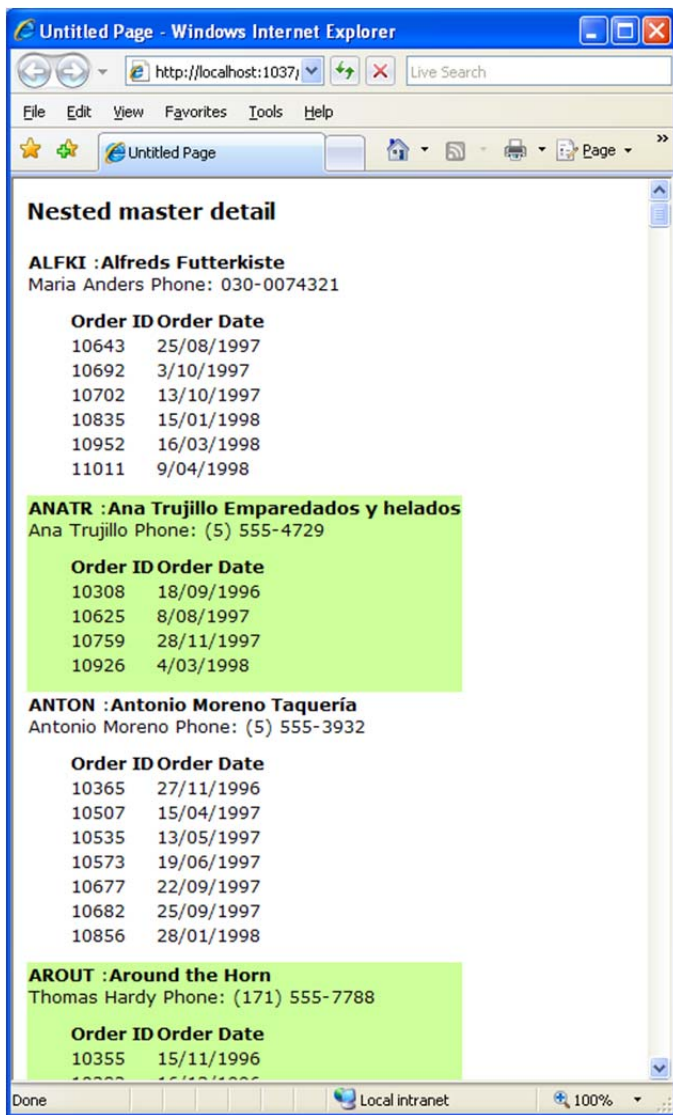 Untitled Page - Windows Internet Explorer
http://localhost:1037/
Live Search
File Edit View Favorites Tools Help
Untitled Page
Page
Nested master detail
ALFKI :Alfreds Futterkiste
Maria Anders Phone: 030-0074321
Order ID Order Date
10643 25/08/1997
10692 3/10/1997
10702 13/10/1997
10835 15/01/1998
10952 16/03/1998
11011 9/04/1998
ANATR :Ana Trujillo Emparedados y helados
Ana Trujillo Phone: (5) 555-4729
Order ID Order Date
10308 18/09/1996
10625 8/08/1997
10759 28/11/1997
10926 4/03/1998
ANTON :Antonio Moreno Taquería
Antonio Moreno Phone: (5) 555-3932
Order ID Order Date
10365 27/11/1996
10507 15/04/1997
10535 13/05/1997
10573 19/06/1997
10677 22/09/1997
10682 25/09/1997
10856 28/01/1998
AROUT :Around the Horn
Thomas Hardy Phone: (171) 555-7788
Order ID Order Date
10355 15/11/1996
Done Local intranet 100%